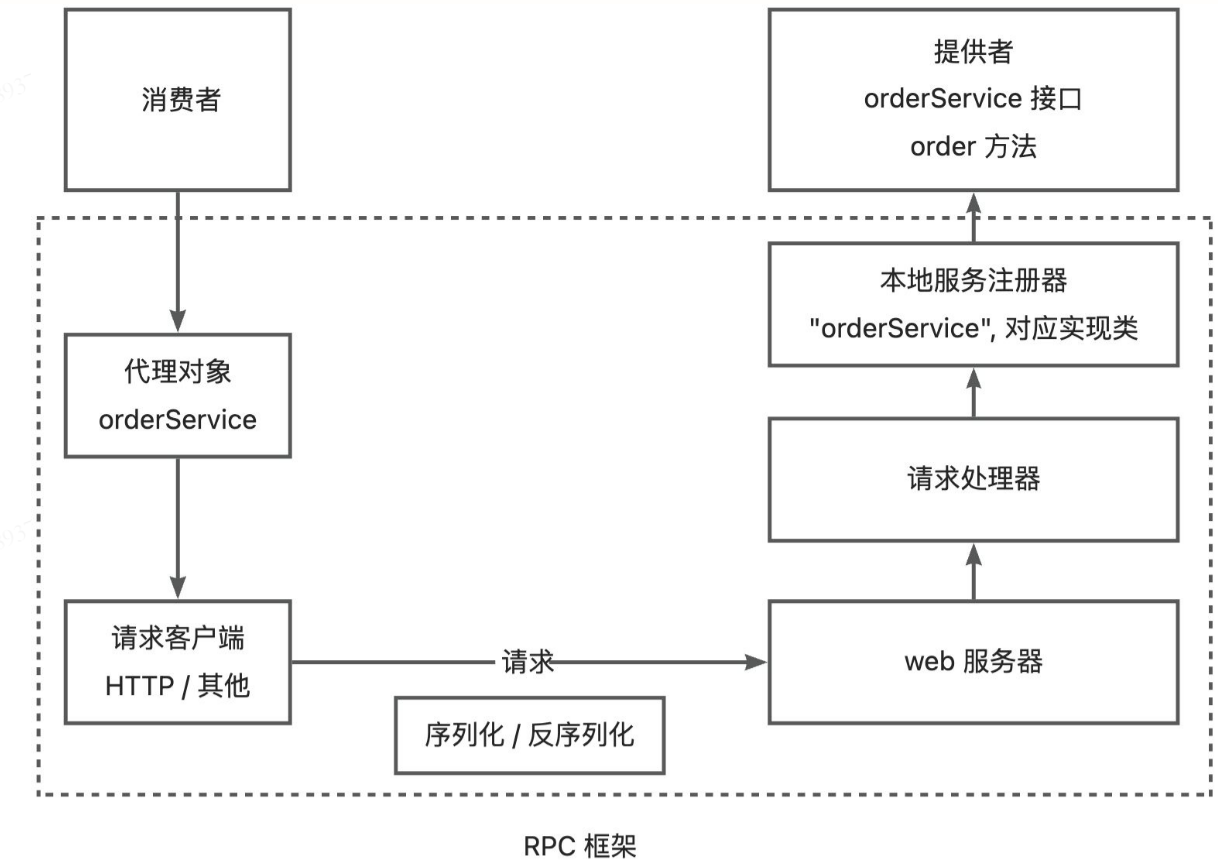 消费者
提供者
orderService 接口
order 方法
本地服务注册器
"orderService", 对应实现类
代理对象
orderService
请求处理器
请求客户端
HTTP / 其他
请求
web 服务器
序列化 / 反序列化
RPC 框架